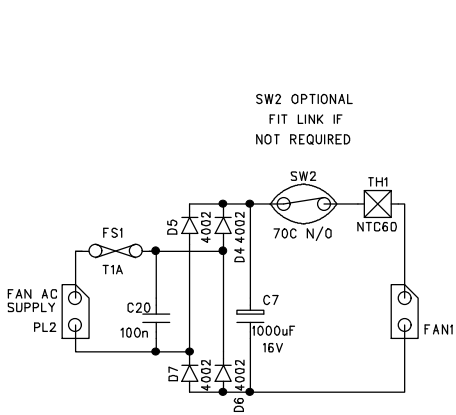 SW2 OPTIONAL
FIT LINK IF
NOT REQUIRED
SW2
TH1
D5
4002
4002
D4
70C N/O
NTC60
FS1
T1A
FAN AC
SUPPLY
PL2
C20
100n
C7
1000uF
16V
FAN1
D7
4002
4002
D6